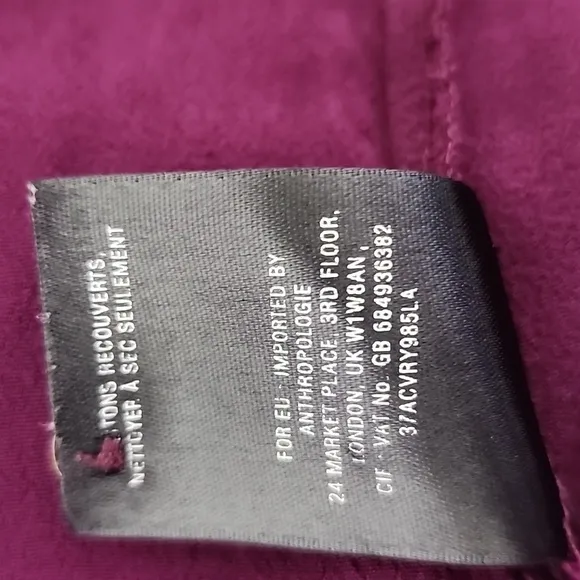 TONS RECOUVERTS,
NETTOYER À SEC SEULEMENT
FOR EU - IMPORTED BY
ANTHROPOLOGIE
24 MARKET PLACE, 3RD FLOOR,
LONDON, UK W1W8AN,
CIF - VAT No. GB 684936382
37ACVRY985LA